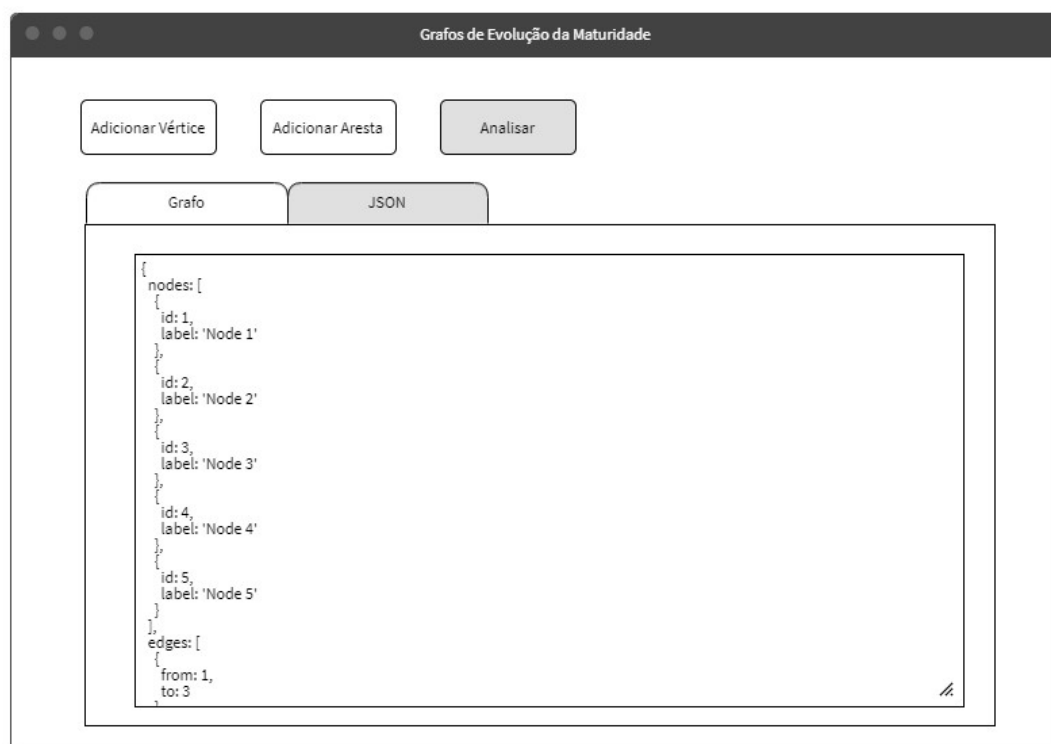 Grafos de Evolução da Maturidade
Adicionar Vértice
Adicionar Aresta
Analisar
Grafo
JSON
{
nodes: [
{
id: 1,
label: 'Node 1'
},
{
id: 2,
label: 'Node 2'
},
{
id: 3,
label: 'Node 3'
},
{
id: 4,
label: 'Node 4'
},
{
id: 5,
label: 'Node 5'
}
],
edges: [
{
from: 1,
to: 3